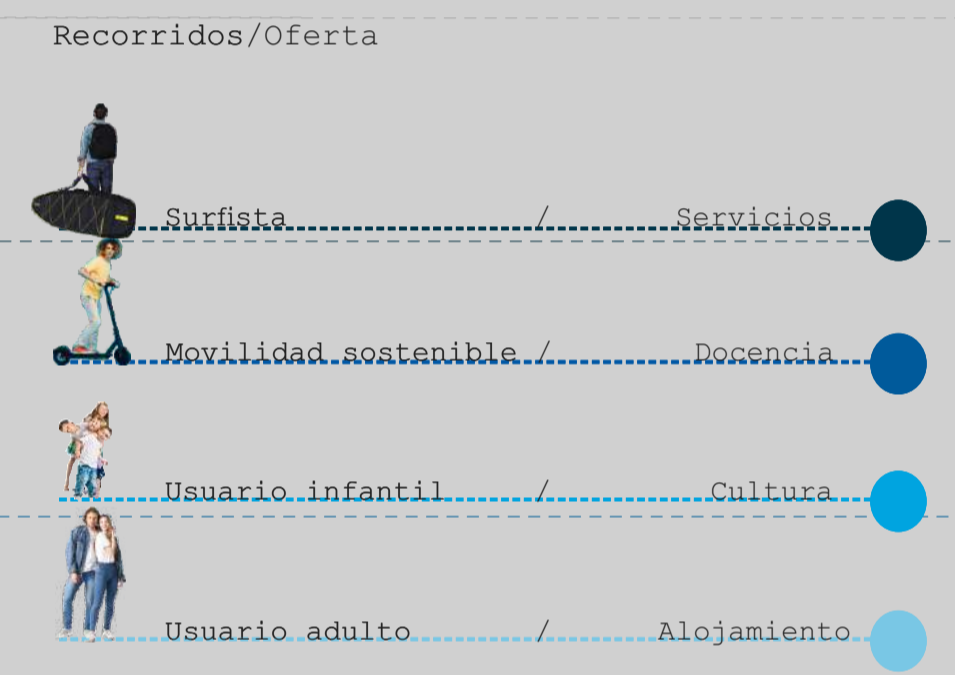 Recorridos/Oferta
Surfista / Servicios
Movilidad sostenible / Docencia
Usuario infantil / Cultura
Usuario adulto / Alojamiento